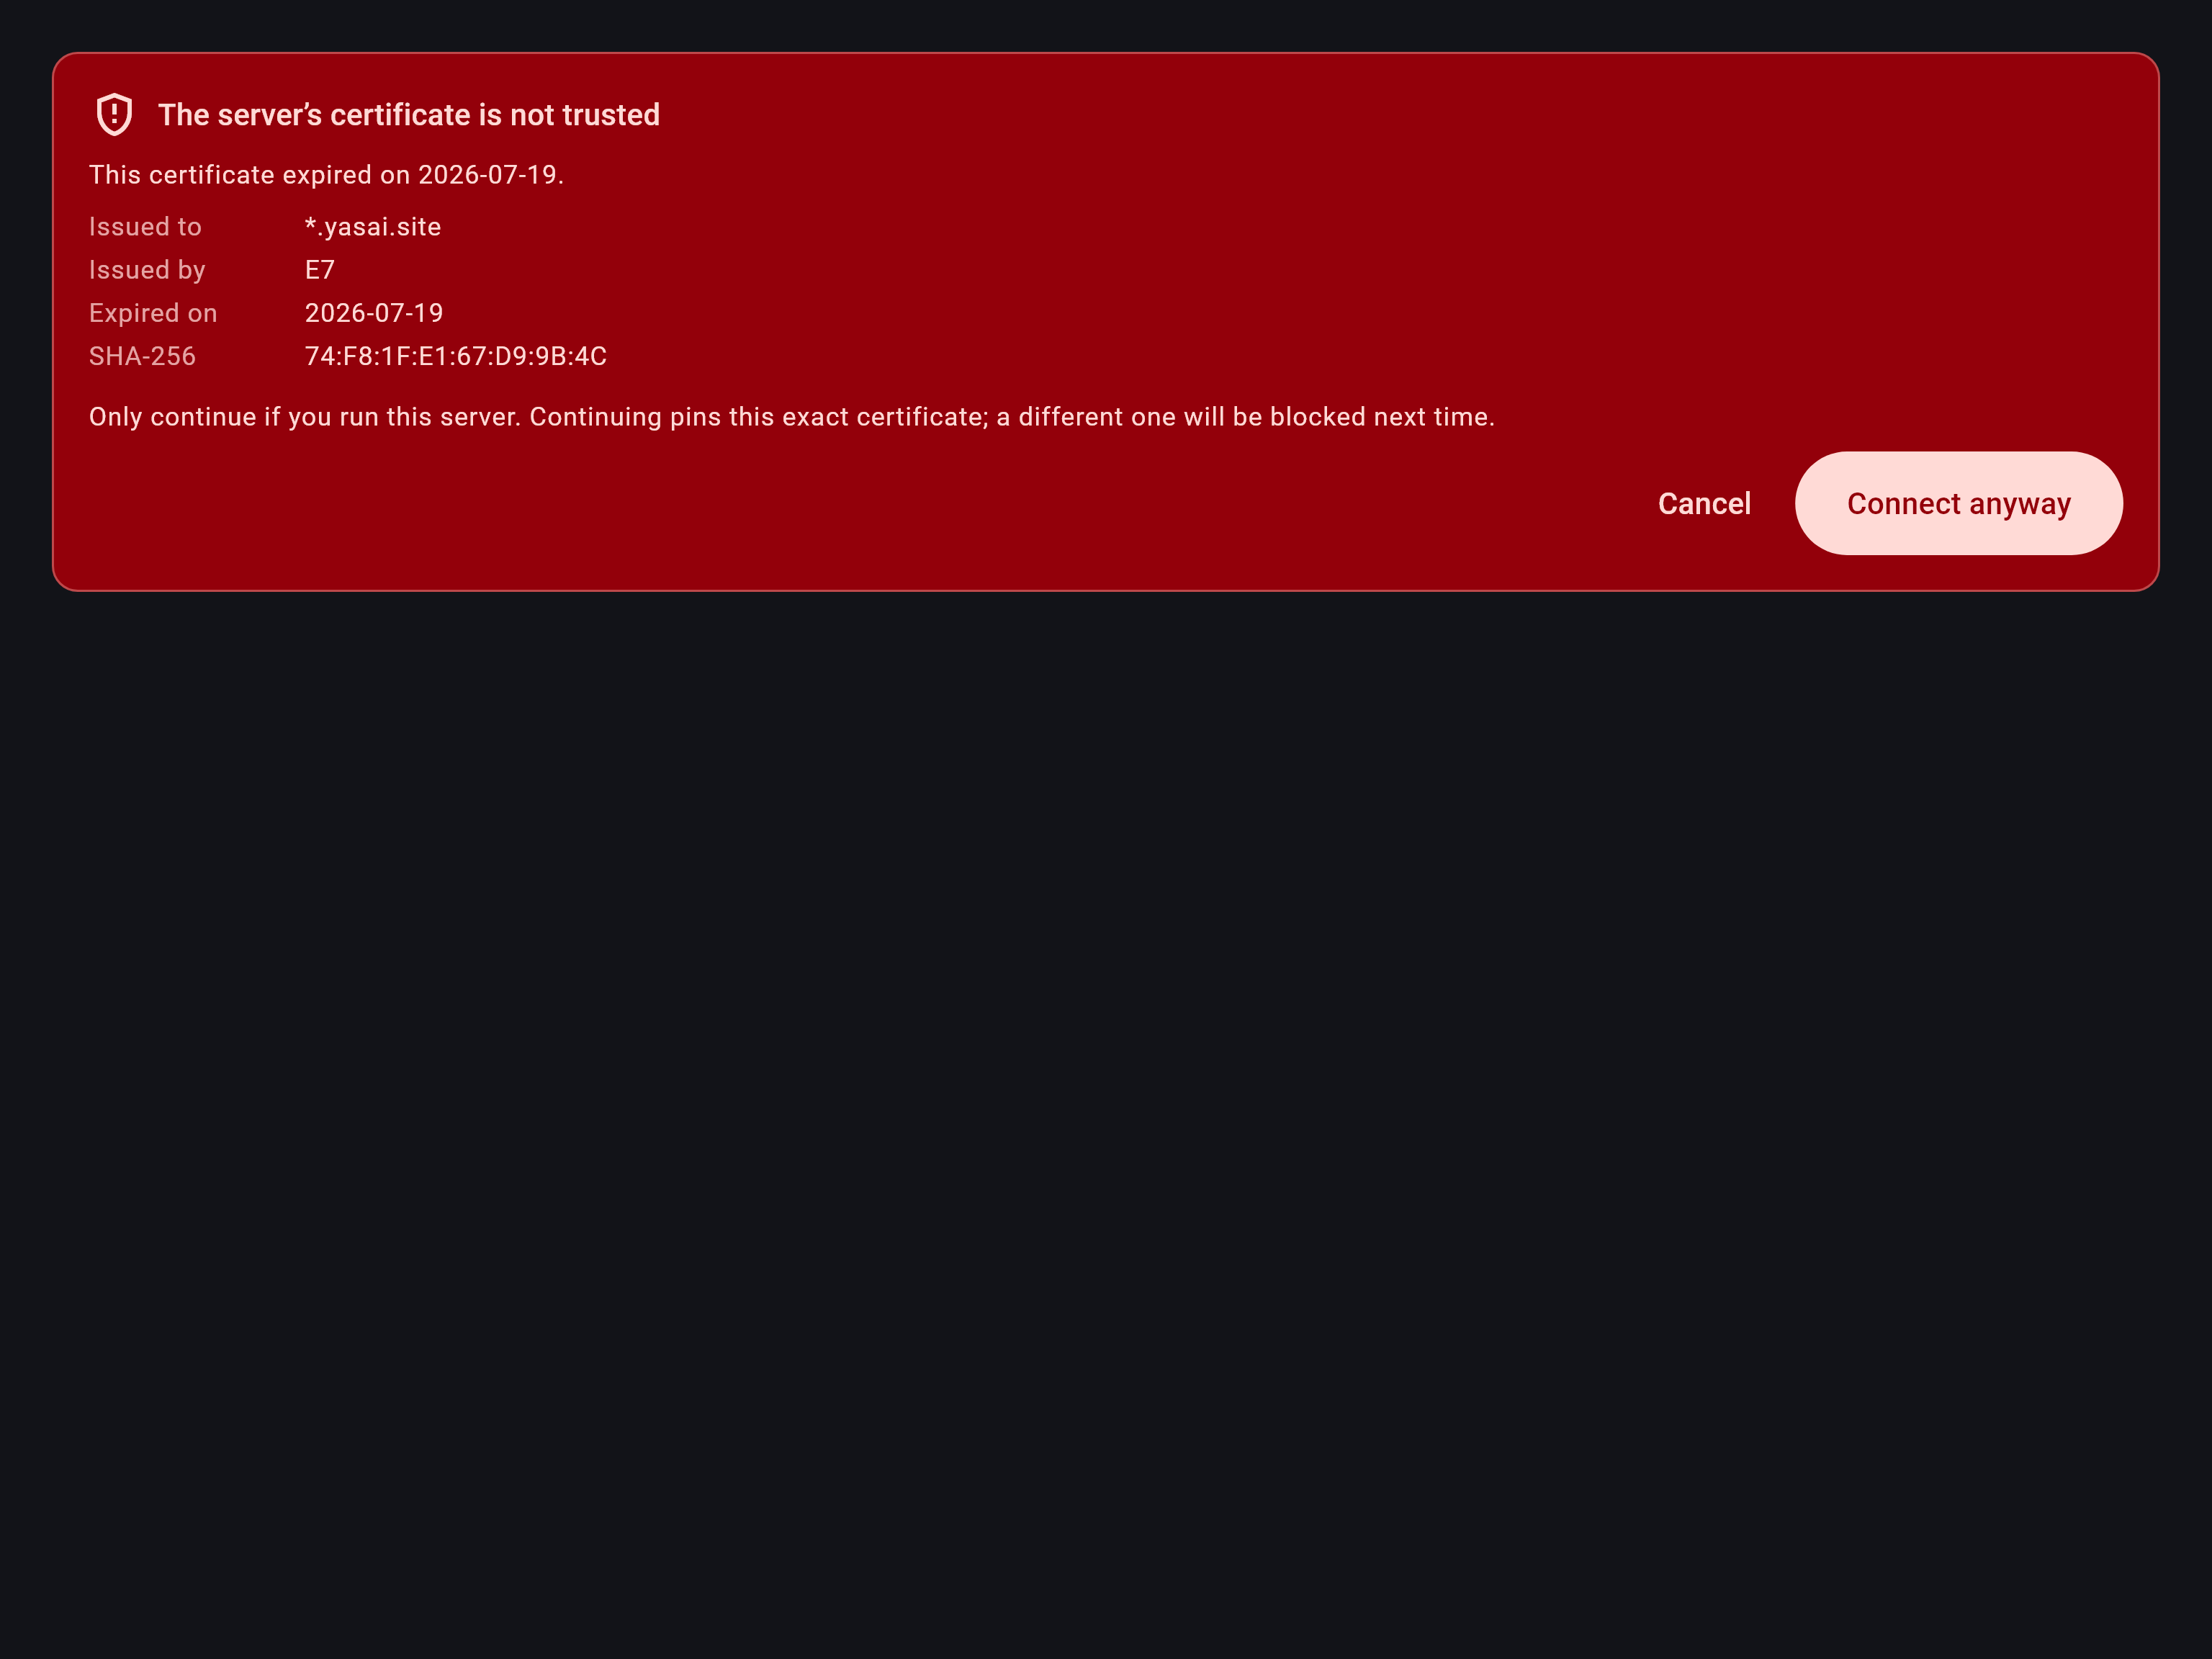 The server’s certificate is not trusted
This certificate expired on 2026-07-19.
Issued to *.yasai.site
Issued by E7
Expired on 2026-07-19
SHA-256 74:F8:1F:E1:67:D9:9B:4C
Only continue if you run this server. Continuing pins this exact certificate; a different one will be blocked next time.
Cancel Connect anyway